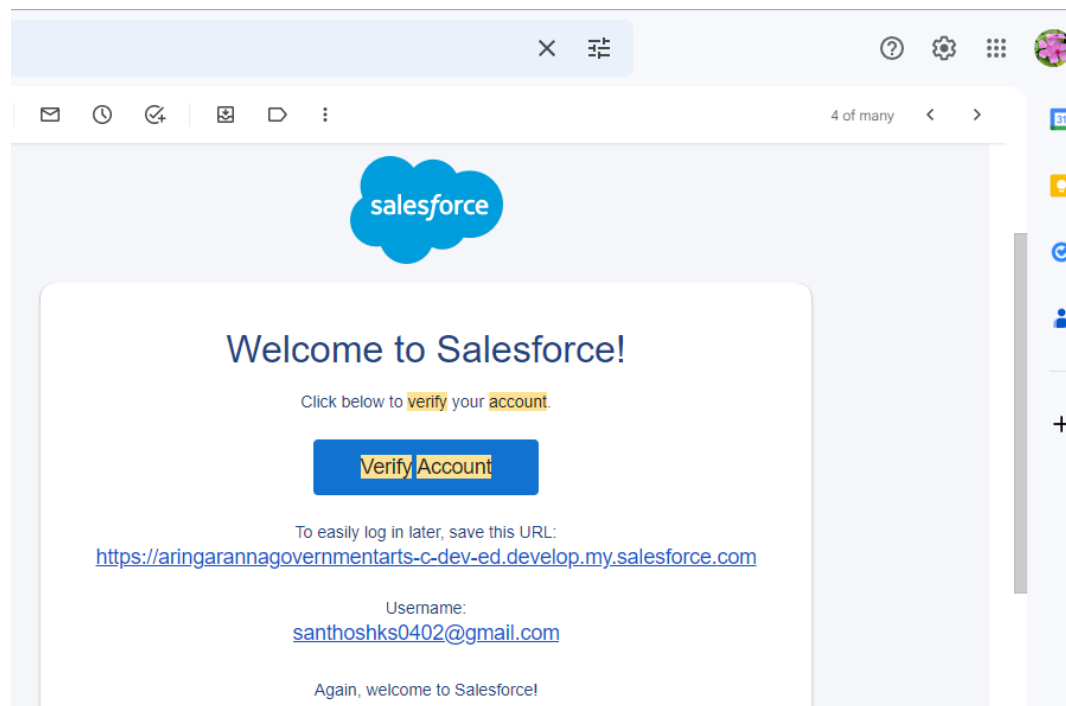 4 of many
31
salesforce
Welcome to Salesforce!
Click below to verify your account.
Verify Account
To easily log in later, save this URL:
https://aringarannagovernmentarts-c-dev-ed.develop.my.salesforce.com
Username:
santhoshks0402@gmail.com
Again, welcome to Salesforce!